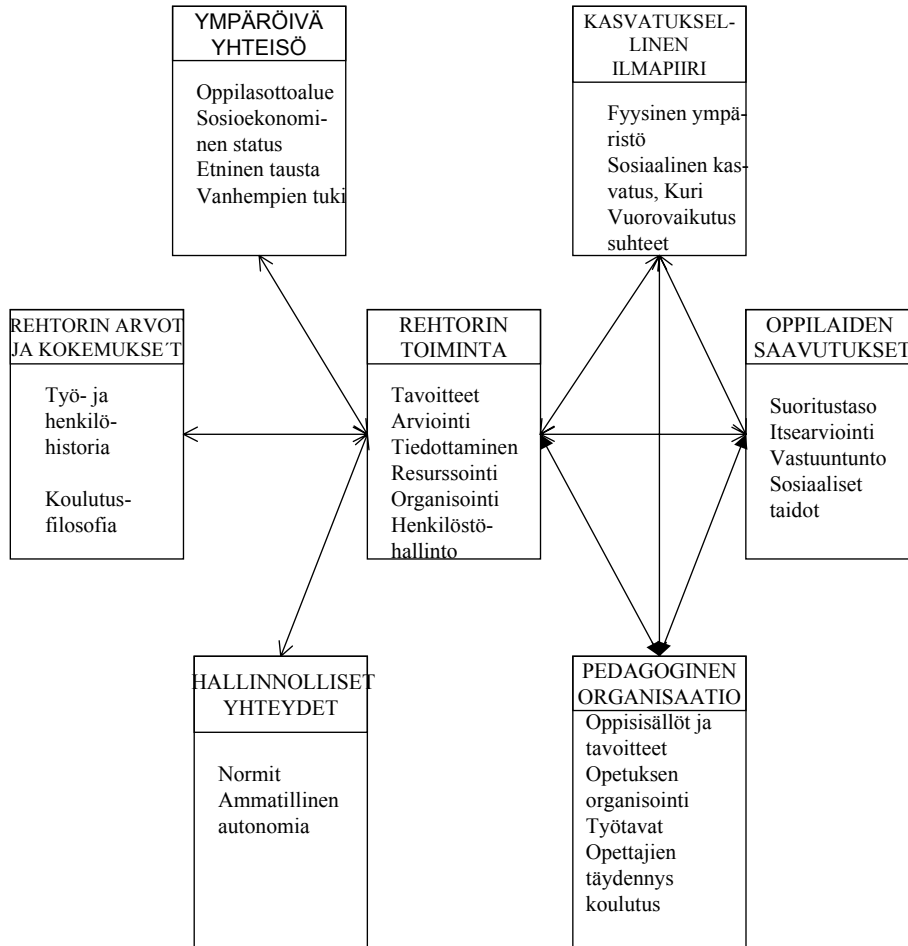 YMPÄRÖIVÄ
YHTEISÖ
Oppilasottoalue
Sosioekonomi-
nen status
Etninen tausta
Vanhempien tuki
KASVATUKSEL-
LINEN
ILMAPIIRI
Fyysinen ympä-
ristö
Sosiaalinen kas-
vatus, Kuri
Vuorovaikutus
suhteet
REHTORIN ARVOT
JA KOKEMUKSE´T
Työ- ja
henkilö-
historia
Koulutus-
filosofia
REHTORIN
TOIMINTA
Tavoitteet
Arviointi
Tiedottaminen
Resurssointi
Organisointi
Henkilöstö-
hallinto
OPPILAIDEN
SAAVUTUKSET
Suoritustaso
Itsearviointi
Vastuuntunto
Sosiaaliset
taidot
HALLINNOLLISET
YHTEYDET
Normit
Ammatillinen
autonomia
PEDAGOGINEN
ORGANISAATIO
Oppisisällöt ja
tavoitteet
Opetuksen
organisointi
Työtavat
Opettajien
täydennys
koulutus